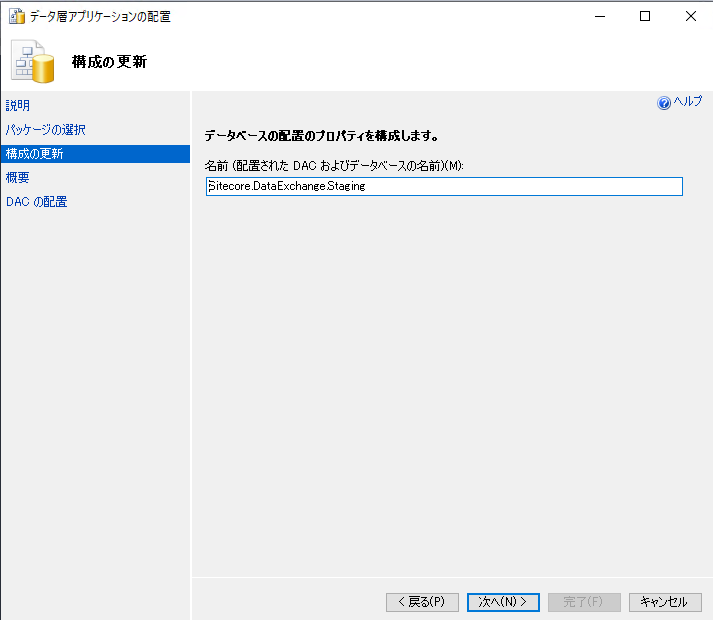 データ層アプリケーションの配置
構成の更新
説明
パッケージの選択
構成の更新
概要
DAC の配置
ヘルプ
データベースの配置のプロパティを構成します。
名前 (配置された DAC およびデータベースの名前)(M):
Sitecore.DataExchange.Staging
< 戻る(P)
次へ(N) >
完了(F)
キャンセル